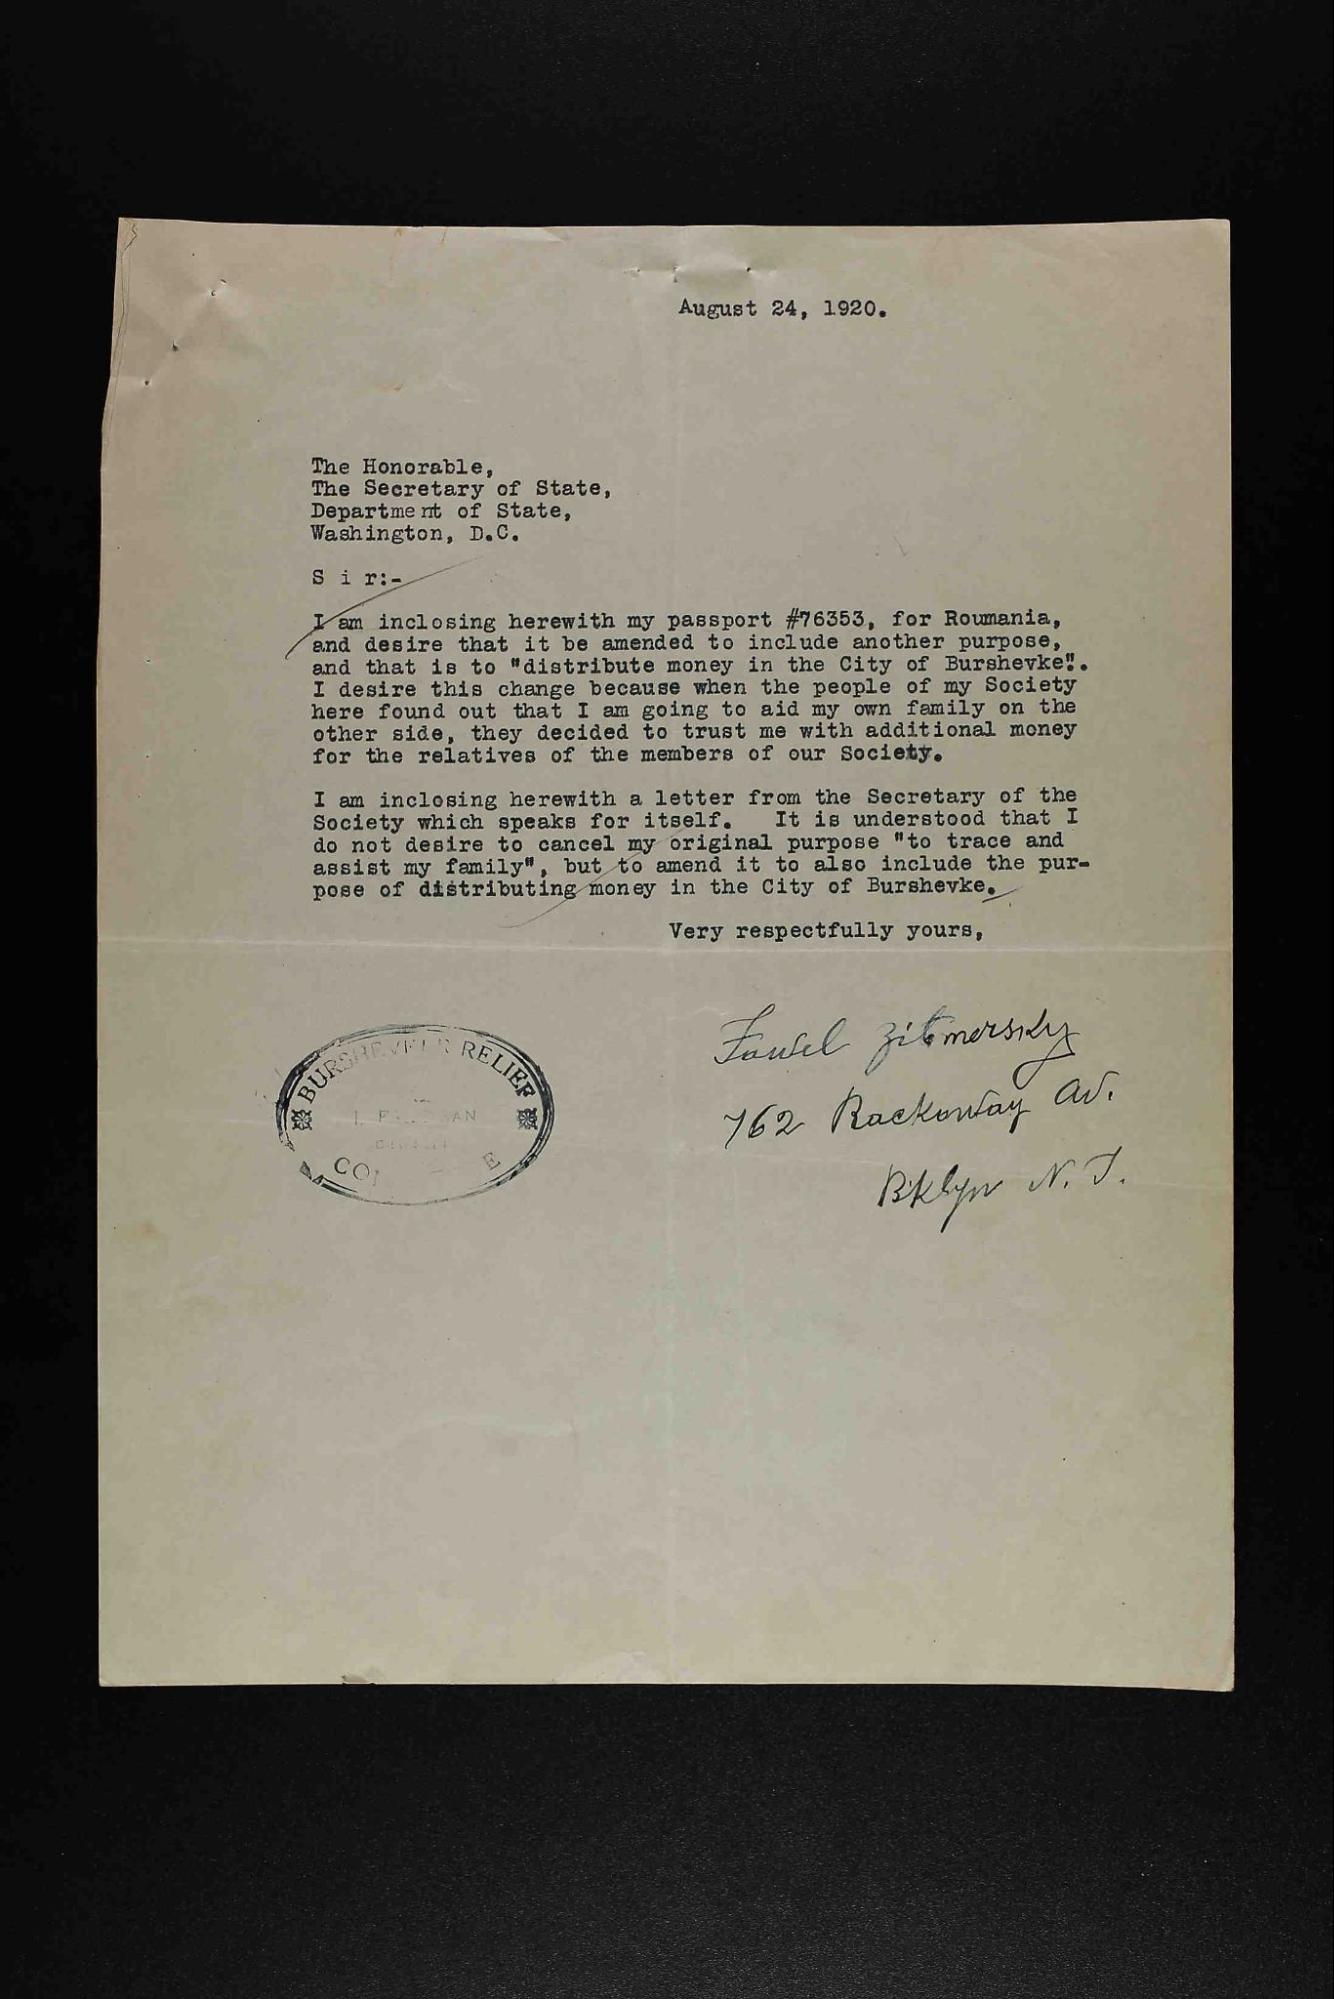 August 24, 1920.
The Honorable,
The Secretary of State,
Department of State,
Washington, D.C.
S i r:-
I am inclosing herewith my passport #76353, for Roumania,
and desire that it be amended to include another purpose,
and that is to "distribute money in the City of Burshevke".
I desire this change because when the people of my Society
here found out that I am going to aid my own family on the
other side, they decided to trust me with additional money
for the relatives of the members of our Society.
I am inclosing herewith a letter from the Secretary of the
Society which speaks for itself. It is understood that I
do not desire to cancel my original purpose "to trace and
assist my family", but to amend it to also include the pur-
pose of distributing money in the City of Burshevke.
Very respectfully yours,
762 Rackaway Av.
Bklyn N. Y.
RELIEF